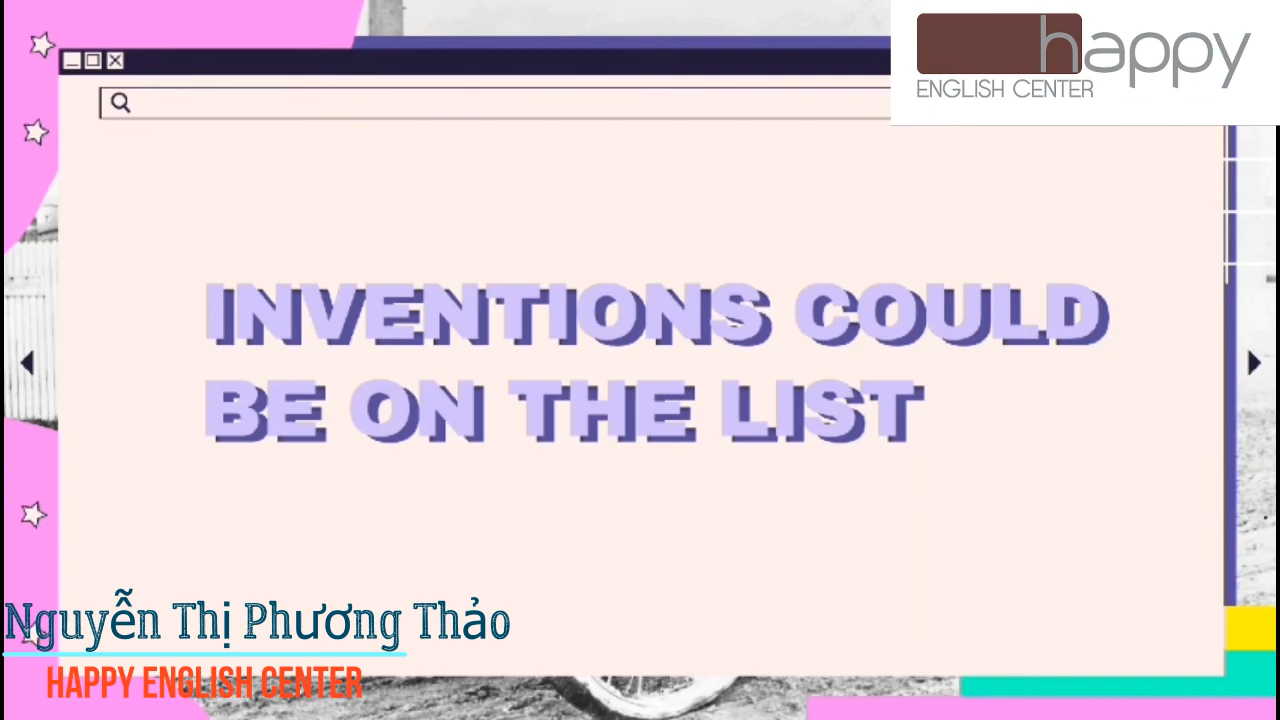 happy
ENGLISH CENTER
INVENTIONS COULD
BE ON THE LIST
Nguyễn Thị Phương Thảo
HAPPY ENGLISH CENTER